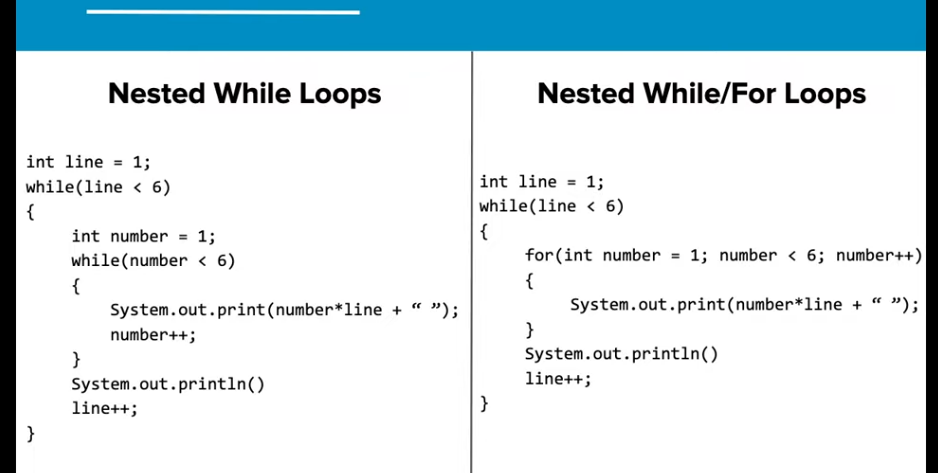 Nested While Loops
int line = 1;
while(line < 6)
{
int number = 1;
while(number < 6)
{
System.out.print(number*line + “ ”);
number++;
}
System.out.println()
line++;
}
Nested While/For Loops
int line = 1;
while(line < 6)
{
for(int number = 1; number < 6; number++)
{
System.out.print(number*line + “ ”);
}
System.out.println()
line++;
}